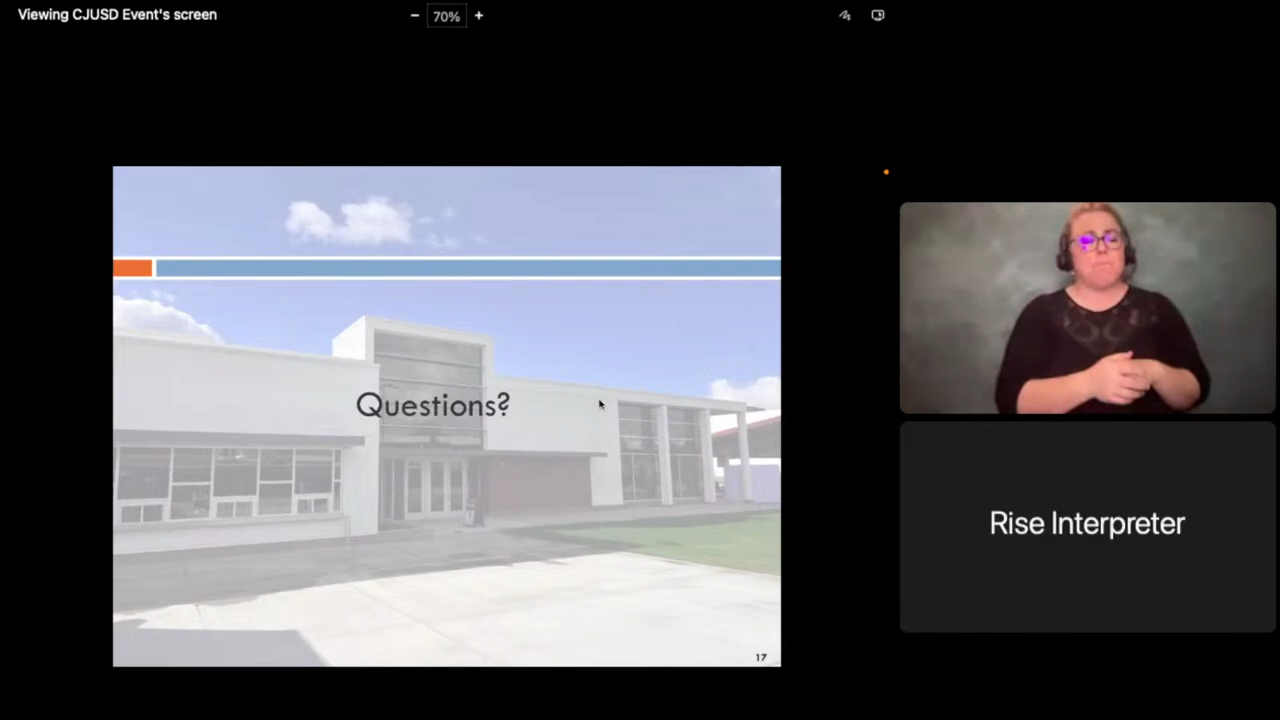 Viewing CJUSD Event's screen
− 70% +
Questions?
17
Rise Interpreter